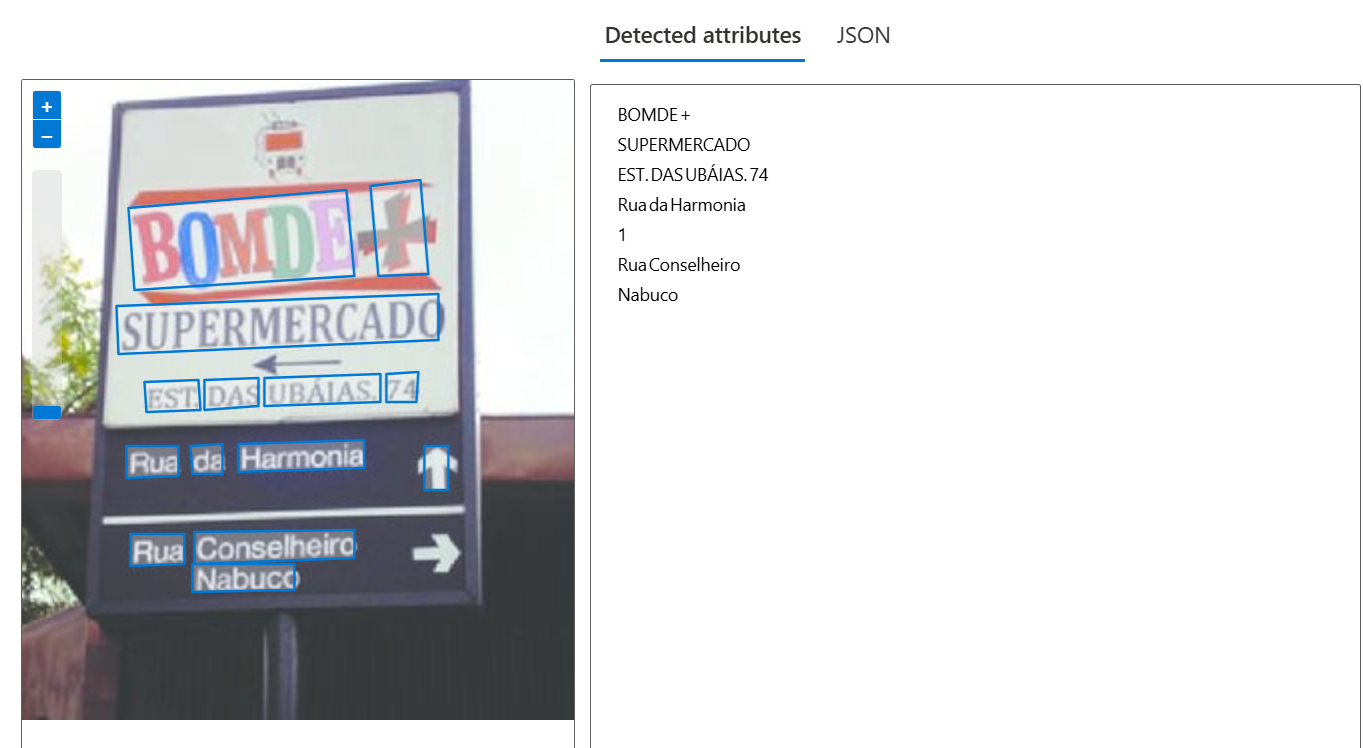 Detected attributes JSON
+
–
BOMDE+
SUPERMERCADO
EST. DAS UBÁIAS. 74
Rua da Harmonia
Rua Conselheiro
Nabuco
BOMDE +
SUPERMERCADO
EST. DAS UBÁIAS. 74
Rua da Harmonia
1
Rua Conselheiro
Nabuco